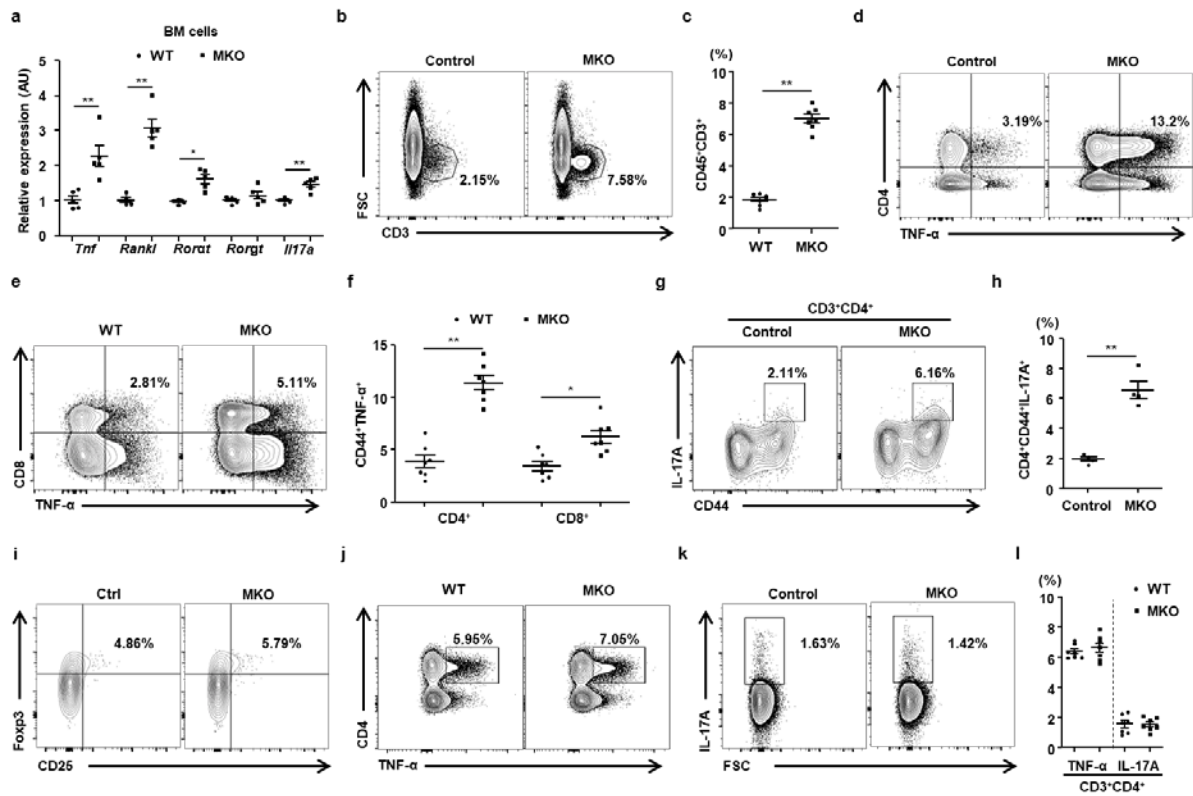 a
BM cells
WT MKO
Relative expression (AU)
5
4
3
2
1
0
**
**
*
**
Tnf Rankl Rorαt Rorgt Il17a
b
Control MKO
FSC
2.15% 7.58%
CD3
c
(%)
CD45⁺CD3⁺
10
8
6
4
2
0
**
WT MKO
d
Control MKO
CD4
3.19% 13.2%
TNF-α
e
WT MKO
CD8
2.81% 5.11%
TNF-α
f
WT MKO
CD44⁺TNF-α⁺
15
10
5
0
**
*
CD4⁺ CD8⁺
g
CD3⁺CD4⁺
Control MKO
IL-17A
2.11% 6.16%
CD44
h
(%)
CD4⁺CD44⁺IL-17A⁺
10
8
6
4
2
0
**
Control MKO
i
Ctrl MKO
Foxp3
4.86% 5.79%
CD25
j
WT MKO
CD4
5.95% 7.05%
TNF-α
k
Control MKO
IL-17A
1.63% 1.42%
FSC
l
(%)
WT
MKO
10
8
6
4
2
0
TNF-α IL-17A
CD3⁺CD4⁺